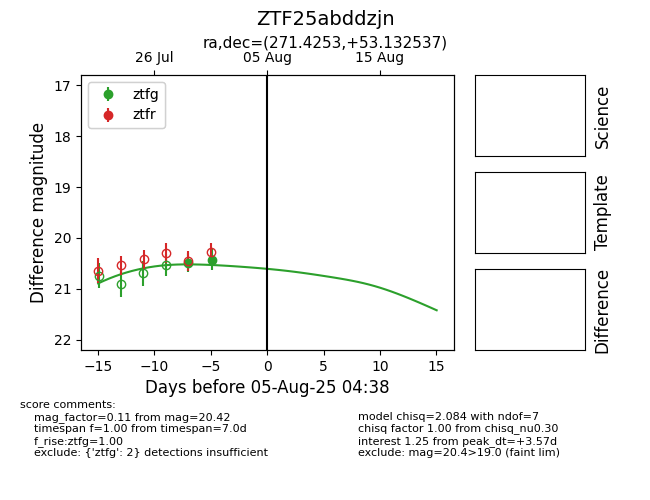 ZTF25abddzjn
ra,dec=(271.4253,+53.132537)
26 Jul
05 Aug
15 Aug
ztfg
ztfr
Difference magnitude
17
18
19
20
21
22
−15
−10
−5
0
5
10
15
Days before 05-Aug-25 04:38
Science
Template
Difference
score comments:
mag_factor=0.11 from mag=20.42
timespan f=1.00 from timespan=7.0d
f_rise:ztfg=1.00
exclude: {'ztfg': 2} detections insufficient
model chisq=2.084 with ndof=7
chisq factor 1.00 from chisq_nu0.30
interest 1.25 from peak_dt=+3.57d
exclude: mag=20.4>19.0 (faint lim)